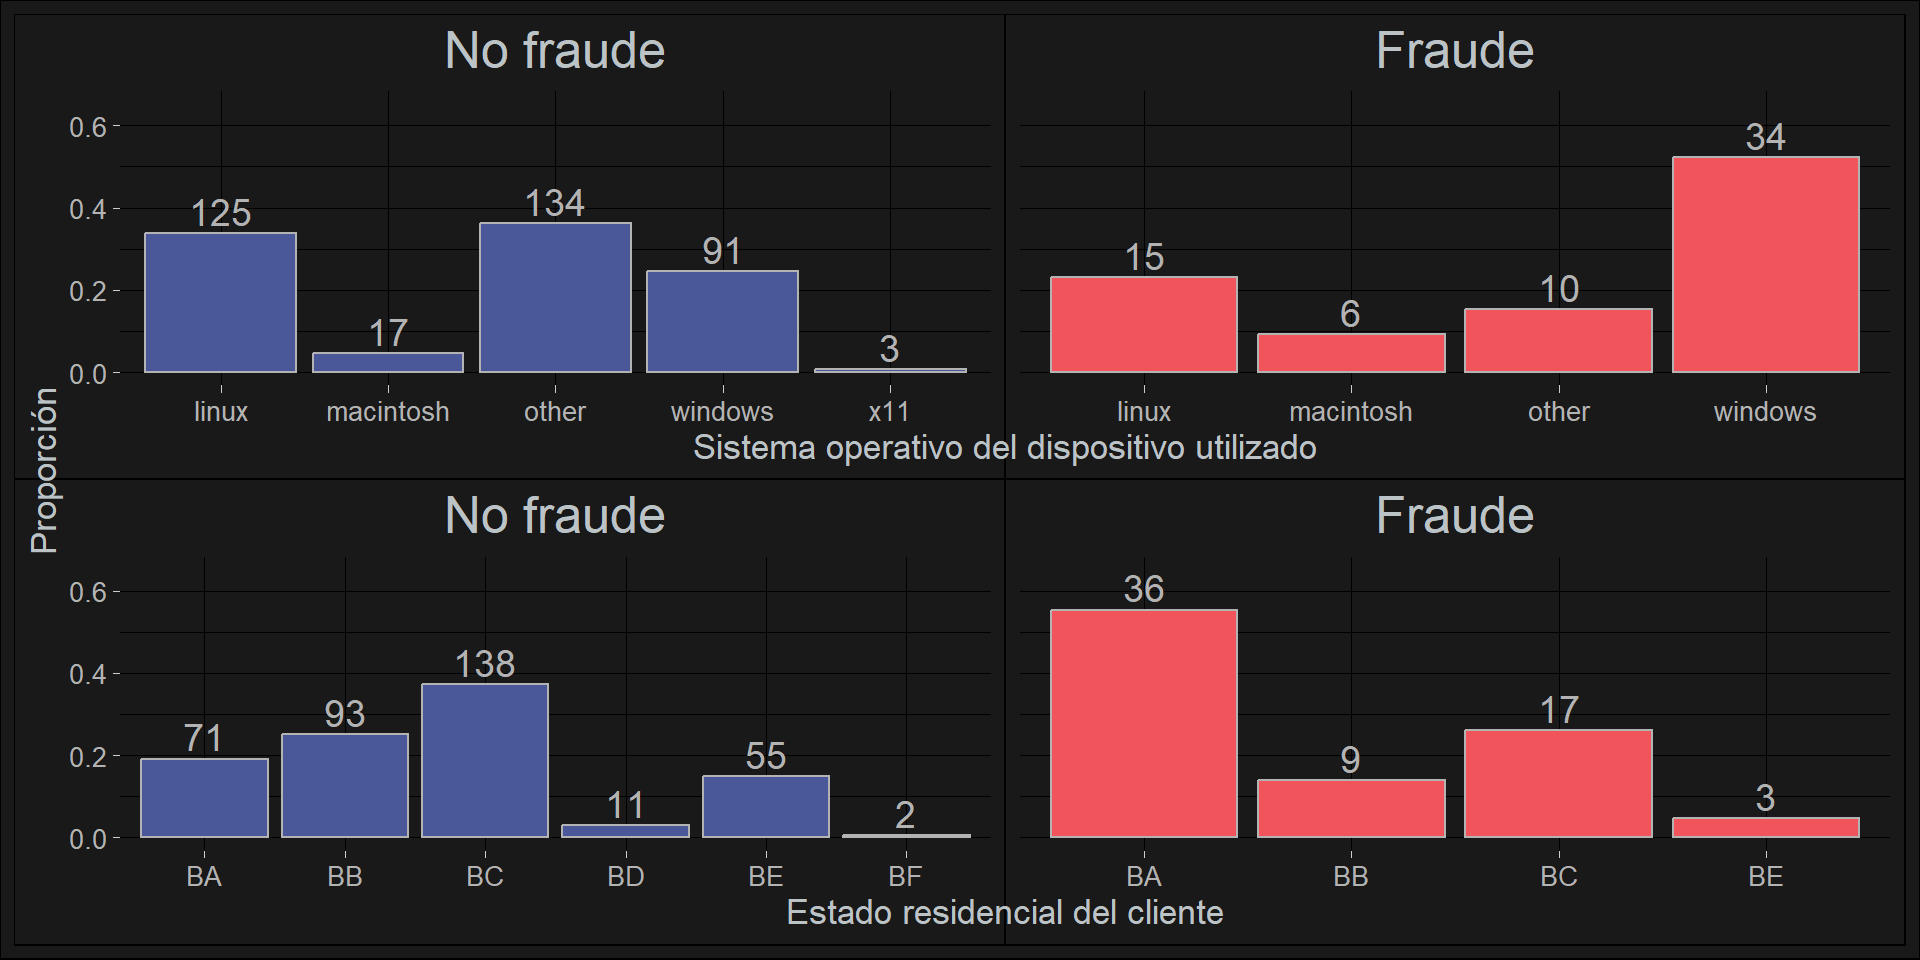 No fraude
Fraude
0.6
0.4
0.2
0.0
125
17
134
91
3
15
6
10
34
linux
macintosh
other
windows
x11
linux
macintosh
other
windows
Sistema operativo del dispositivo utilizado
Proporción
No fraude
Fraude
0.6
0.4
0.2
0.0
71
93
138
11
55
2
36
9
17
3
BA
BB
BC
BD
BE
BF
BA
BB
BC
BE
Estado residencial del cliente